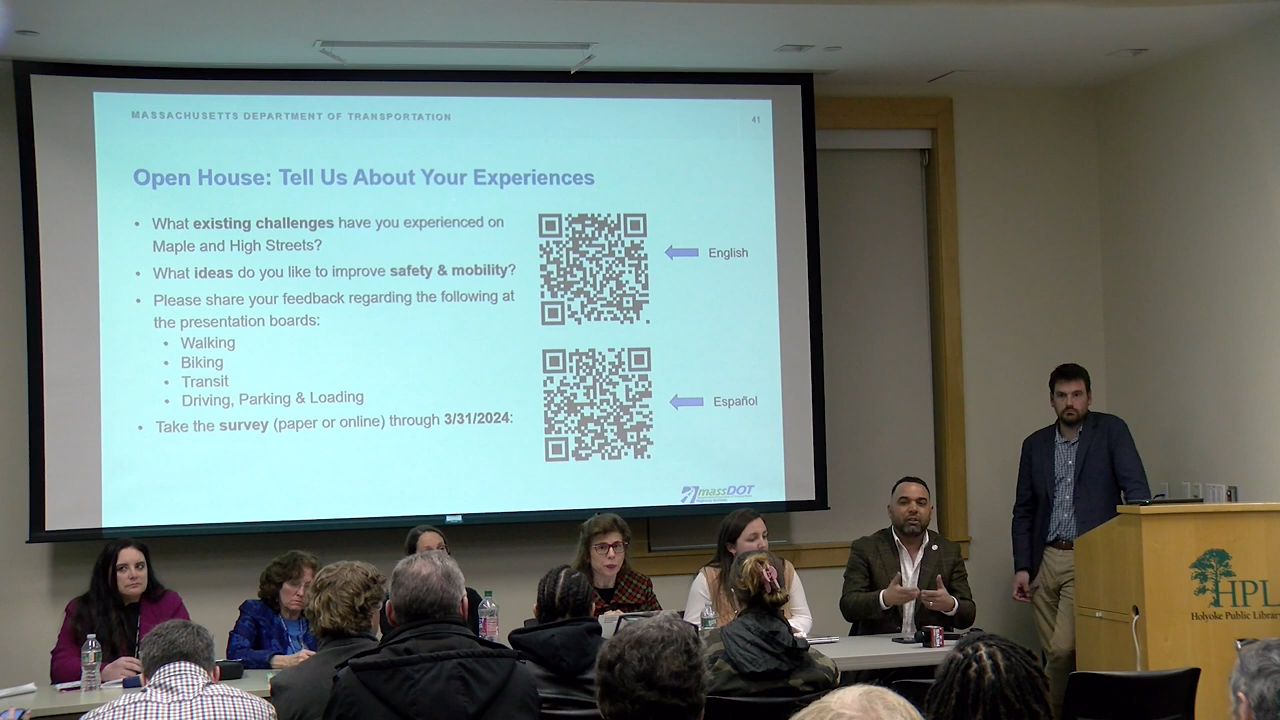 MASSACHUSETTS DEPARTMENT OF TRANSPORTATION
41
Open House: Tell Us About Your Experiences
• What existing challenges have you experienced on
Maple and High Streets?
• What ideas do you like to improve safety & mobility?
• Please share your feedback regarding the following at
the presentation boards:
• Walking
• Biking
• Transit
• Driving, Parking & Loading
• Take the survey (paper or online) through 3/31/2024:
English
Español
massDOT
HPL
Holyoke Public Librar